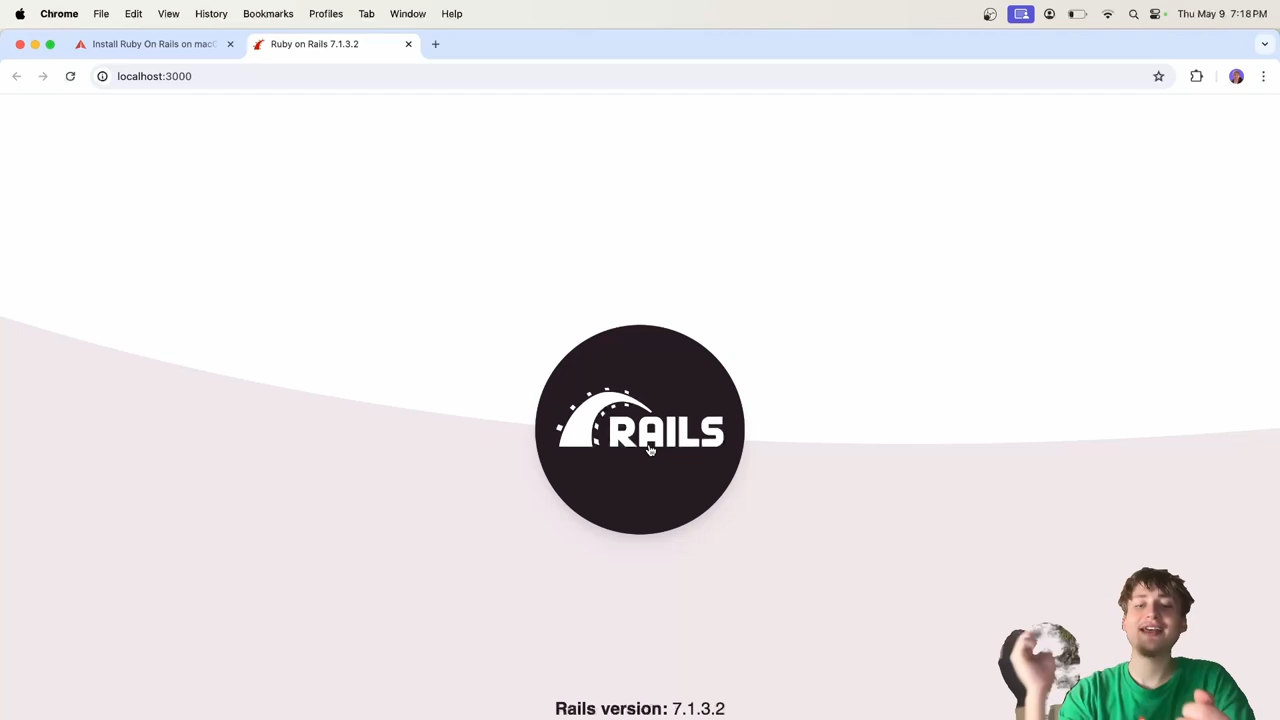 Chrome File Edit View History Bookmarks Profiles Tab Window Help Thu May 9 7:18 PM
Install Ruby On Rails on mac Ruby on Rails 7.1.3.2
localhost:3000
RAILS
Rails version: 7.1.3.2